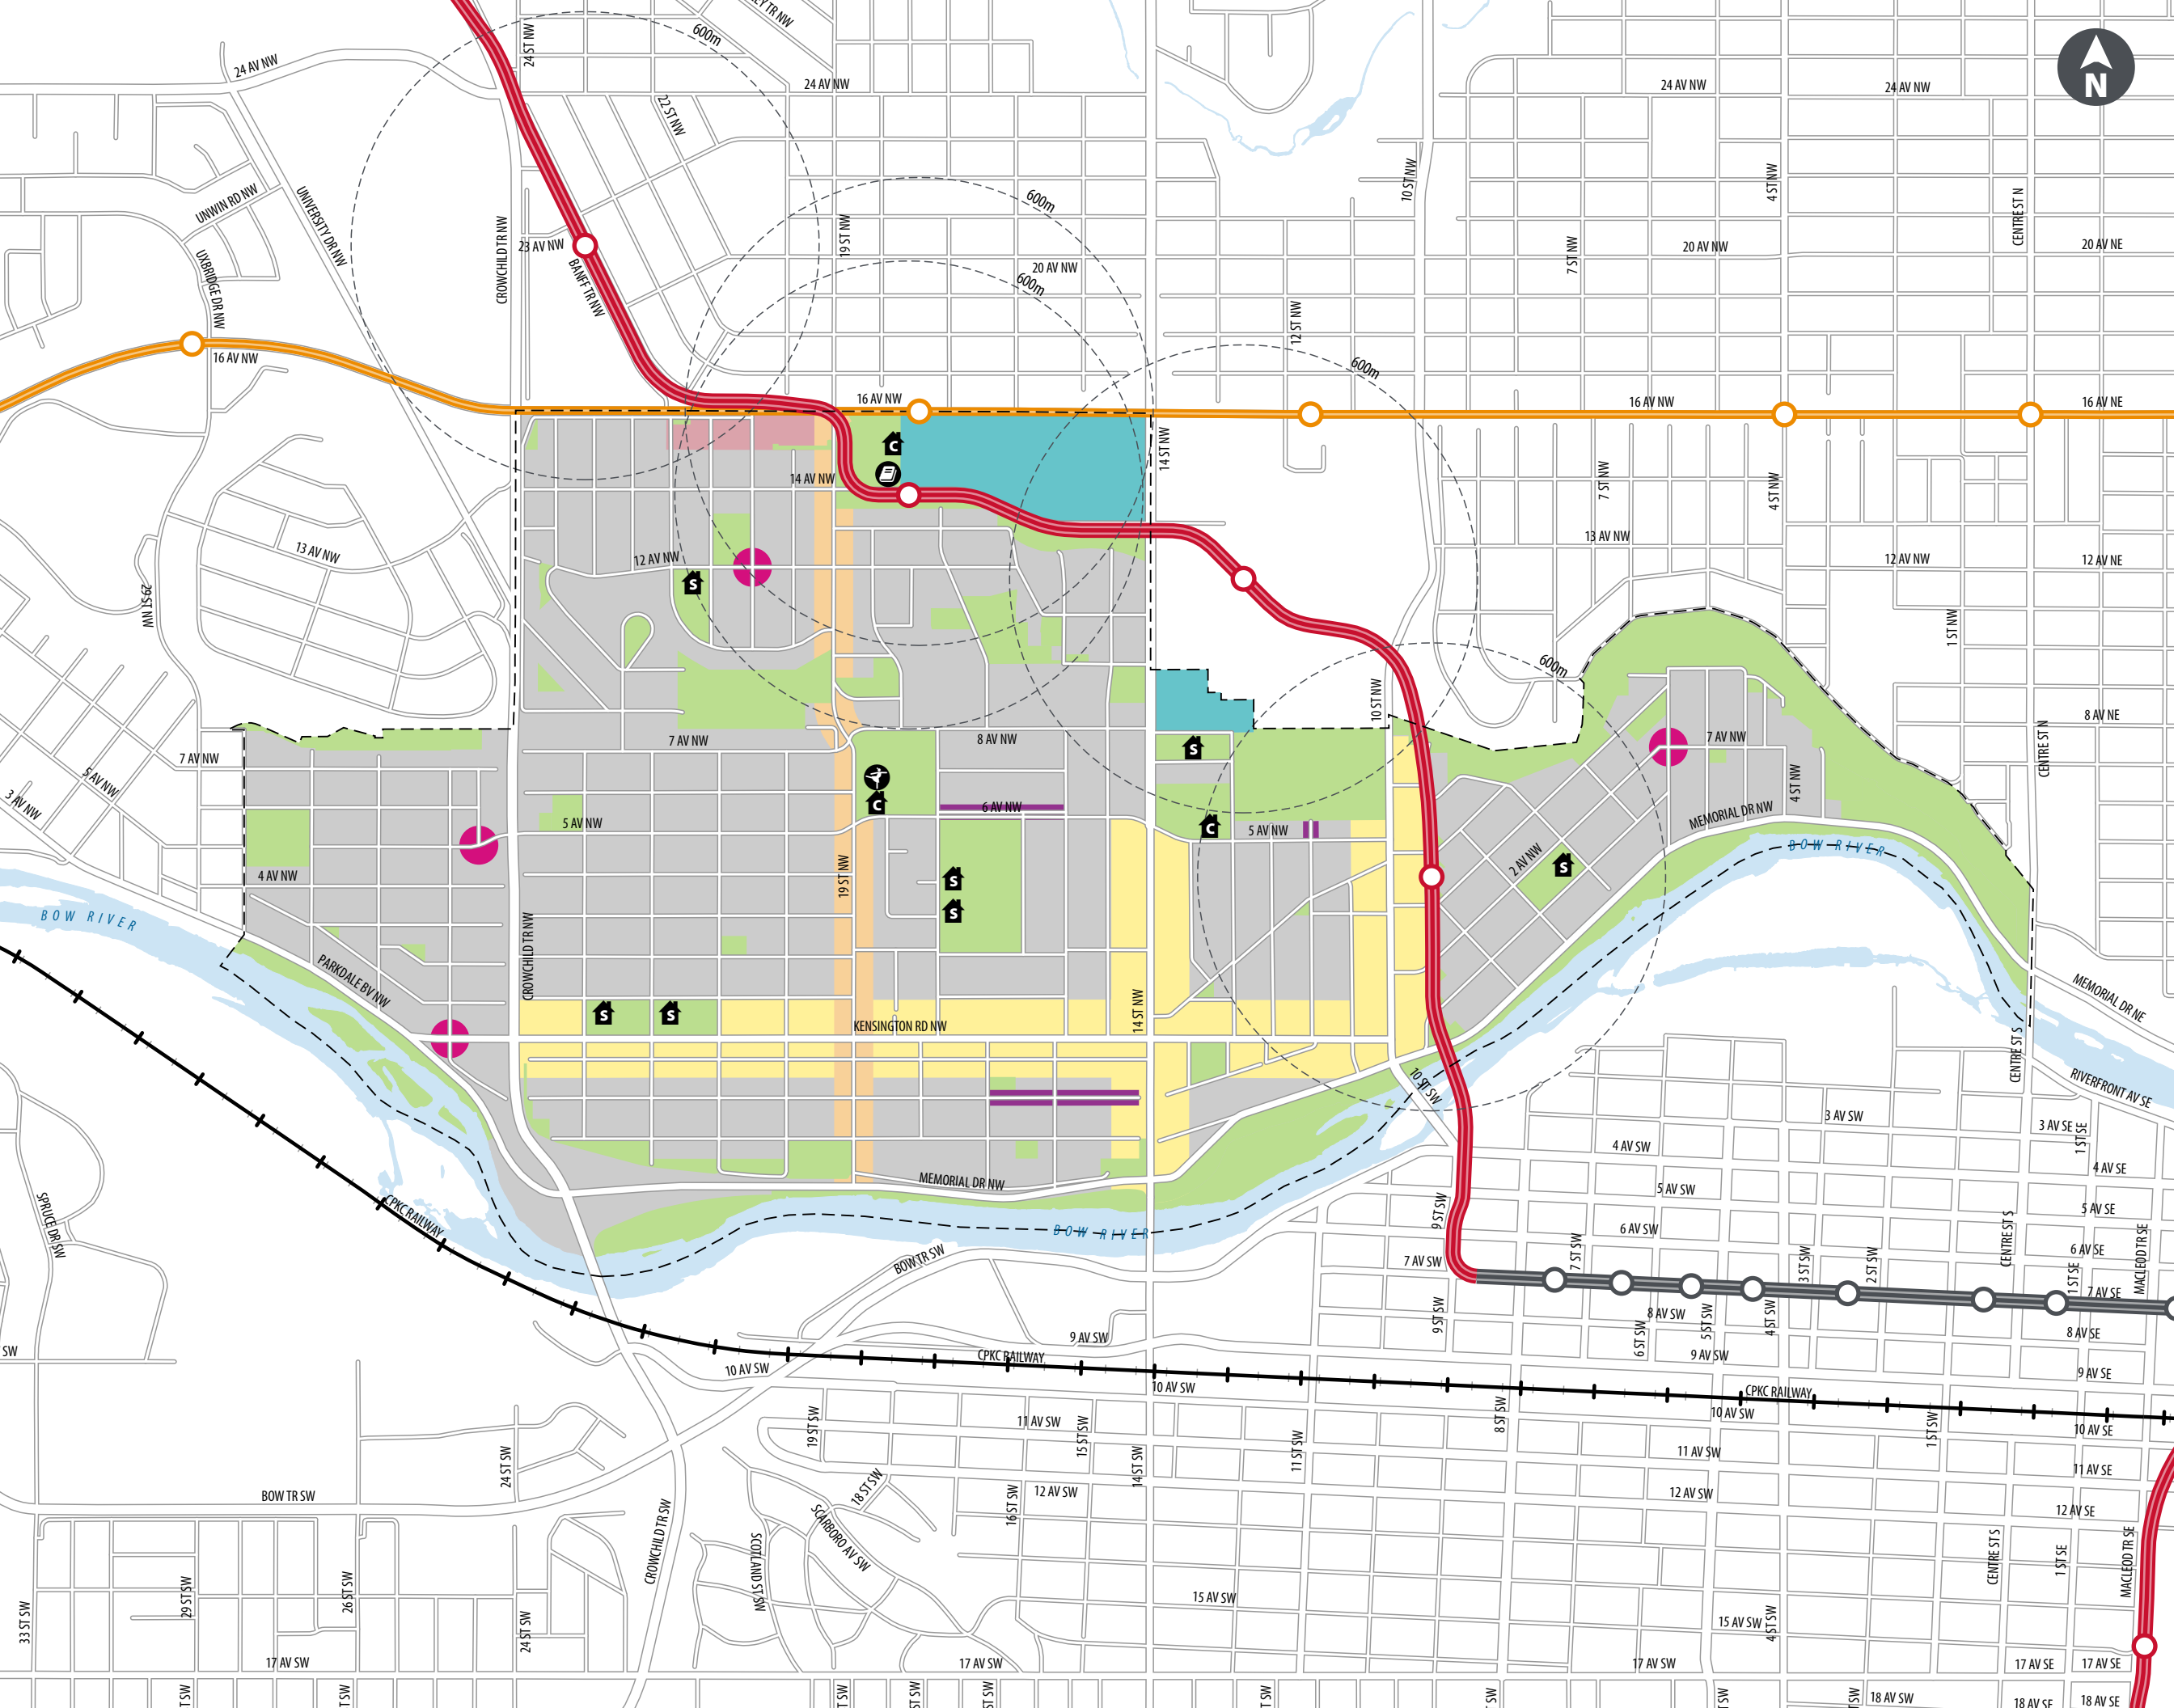 24 ST NW
EY TR NW
600m
N
24 AV NW
24 AV NW
24 AV NW
24 AV NW
22 ST NW
10 ST NW
4 ST NW
UNWIN RD NW
UNIVERSITY DR NW
CENTRE ST N
600m
CROWCHILD TR NW
23 AV NW
19 ST NW
20 AV NW
20 AV NE
7 ST NW
20 AV NW
600m
BANFF TR NW
UXBRIDGE DR NW
12 ST NW
16 AV NW
600m
16 AV NW
16 AV NW
16 AV NE
C
14 ST NW
14 AV NW
7 ST NW
4 ST NW
13 AV NW
13 AV NW
12 AV NW
12 AV NW
12 AV NE
S
29 ST NW
11 ST NW
600m
10 ST NW
8 AV NE
7 AV NW
7 AV NW
8 AV NW
7 AV NW
CENTRE ST N
S
5 AV NW
4 ST NW
3 AV NW
C
6 AV NW
MEMORIAL DR NW
5 AV NW
C
5 AV NW
BOW RIVER
2 AV NW
S
4 AV NW
19 ST NW
S
S
BOW RIVER
CROWCHILD TR NW
PARKDALE BV NW
S
S
14 ST NW
MEMORIAL DR NE
KENSINGTON RD NW
CENTRE ST S
10 ST SW
RIVERFRONT AV SE
3 AV SW
3 AV SE
1 ST SE
4 AV SW
4 AV SE
MEMORIAL DR NW
5 AV SW
CPKC RAILWAY
SPRUCE DR SW
9 ST SW
5 AV SE
BOW RIVER
6 AV SW
CENTRE ST S
6 AV SE
MACLEOD TR SE
BOW TR SW
7 AV SW
7 ST SW
3 ST SW
2 ST SW
1 ST SE
7 AV SE
9 ST SW
8 AV SW
5 ST SW
4 ST SW
6 ST SW
8 AV SE
9 AV SW
SW
CPKC RAILWAY
9 AV SW
10 AV SW
9 AV SE
10 AV SW
CPKC RAILWAY
8 ST SW
10 AV SW
19 ST SW
11 AV SW
15 ST SW
1 ST SW
10 AV SE
11 ST SW
11 AV SW
24 ST SW
14 ST SW
11 AV SE
18 ST SW
12 AV SW
12 AV SW
BOW TR SW
16 ST SW
12 AV SE
SCARBORO AV SW
CROWCHILD TR SW
SCOTLAND ST SW
CENTRE ST S
1 ST SE
MACLEOD TR SE
29 ST SW
26 ST SW
15 AV SW
33 ST SW
24 ST SW
15 AV SW
4 ST SW
17 AV SW
17 AV SW
17 AV SW
17 AV SE
17 AV SE
T SW
T SW
T SW
T SW
T SW
T SW
T SW
T SW
T SW
18 AV SW
18 AV SE
18 AV SE